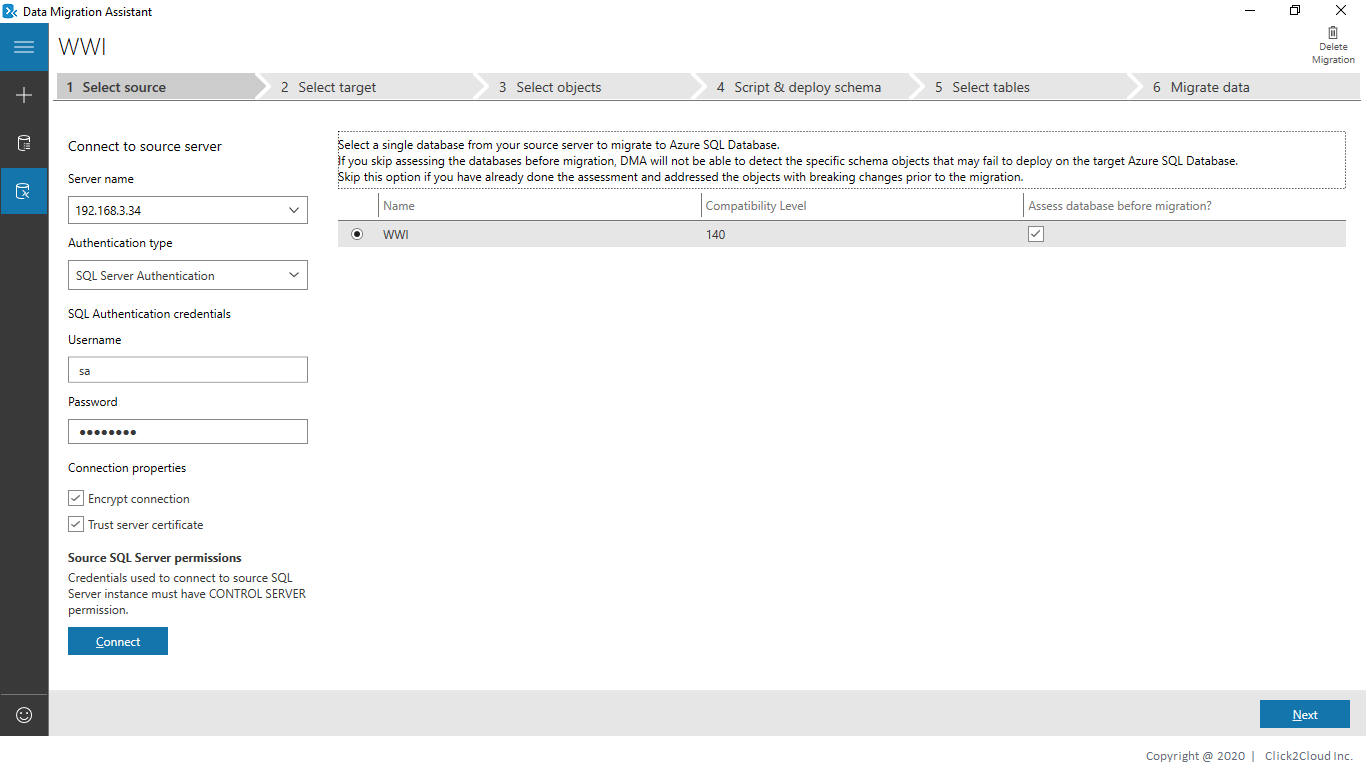 Data Migration Assistant
WWI
Delete
Migration
1 Select source
2 Select target
3 Select objects
4 Script & deploy schema
5 Select tables
6 Migrate data
Connect to source server
Server name
192.168.3.34
Authentication type
SQL Server Authentication
SQL Authentication credentials
Username
sa
Password
••••••••
Connection properties
Encrypt connection
Trust server certificate
Source SQL Server permissions
Credentials used to connect to source SQL
Server instance must have CONTROL SERVER
permission.
Connect
Select a single database from your source server to migrate to Azure SQL Database.
If you skip assessing the databases before migration, DMA will not be able to detect the specific schema objects that may fail to deploy on the target Azure SQL Database.
Skip this option if you have already done the assessment and addressed the objects with breaking changes prior to the migration.
Name Compatibility Level Assess database before migration?
WWI 140
Next
Copyright @ 2020 | Click2Cloud Inc.